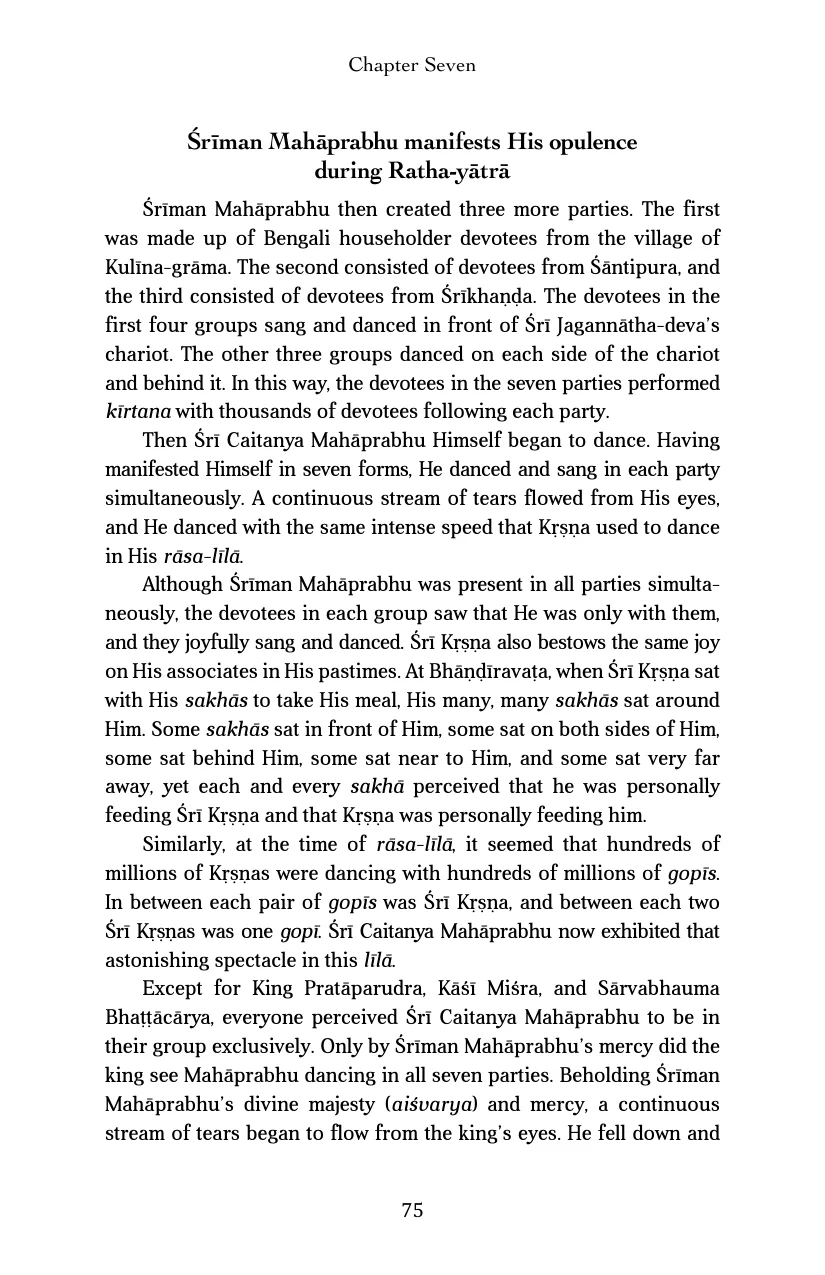 Chapter Seven
Śrīman Mahāprabhu manifests His opulence
during Ratha-yātrā
Śrīman Mahāprabhu then created three more parties. The first
was made up of Bengali householder devotees from the village of
Kulīna-grāma. The second consisted of devotees from Śāntipura, and
the third consisted of devotees from Śrīkhaṇḍa. The devotees in the
first four groups sang and danced in front of Śrī Jagannātha-deva’s
chariot. The other three groups danced on each side of the chariot
and behind it. In this way, the devotees in the seven parties performed
kīrtana with thousands of devotees following each party.
Then Śrī Caitanya Mahāprabhu Himself began to dance. Having
manifested Himself in seven forms, He danced and sang in each party
simultaneously. A continuous stream of tears flowed from His eyes,
and He danced with the same intense speed that Kṛṣṇa used to dance
in His rāsa-līlā.
Although Śrīman Mahāprabhu was present in all parties simulta-
neously, the devotees in each group saw that He was only with them,
and they joyfully sang and danced. Śrī Kṛṣṇa also bestows the same joy
on His associates in His pastimes. At Bhāṇḍīravaṭa, when Śrī Kṛṣṇa sat
with His sakhās to take His meal, His many, many sakhās sat around
Him. Some sakhās sat in front of Him, some sat on both sides of Him,
some sat behind Him, some sat near to Him, and some sat very far
away, yet each and every sakhā perceived that he was personally
feeding Śrī Kṛṣṇa and that Kṛṣṇa was personally feeding him.
Similarly, at the time of rāsa-līlā, it seemed that hundreds of
millions of Kṛṣṇas were dancing with hundreds of millions of gopīs.
In between each pair of gopīs was Śrī Kṛṣṇa, and between each two
Śrī Kṛṣṇas was one gopī. Śrī Caitanya Mahāprabhu now exhibited that
astonishing spectacle in this līlā.
Except for King Pratāparudra, Kāśī Miśra, and Sārvabhauma
Bhaṭṭācārya, everyone perceived Śrī Caitanya Mahāprabhu to be in
their group exclusively. Only by Śrīman Mahāprabhu’s mercy did the
king see Mahāprabhu dancing in all seven parties. Beholding Śrīman
Mahāprabhu’s divine majesty (aiśvarya) and mercy, a continuous
stream of tears began to flow from the king’s eyes. He fell down and
75